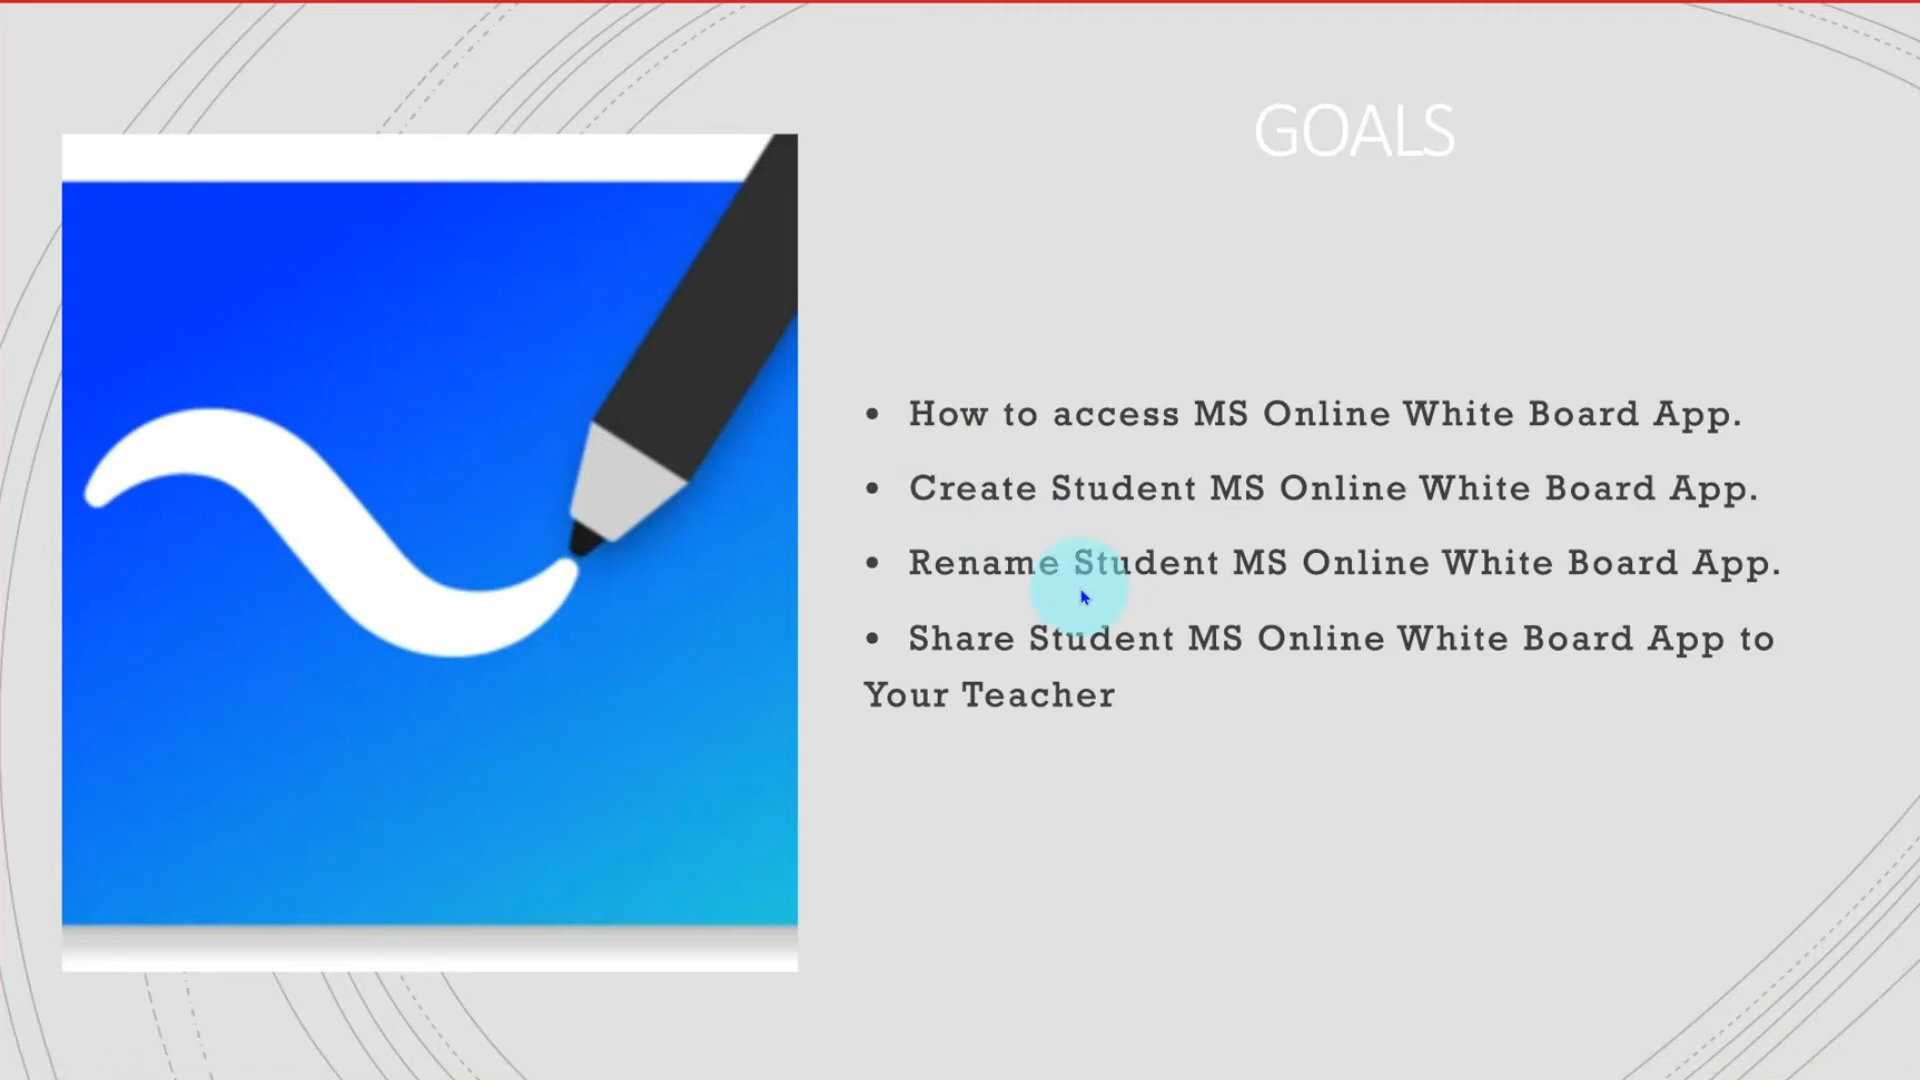 GOALS
• How to access MS Online White Board App.
• Create Student MS Online White Board App.
• Rename Student MS Online White Board App.
• Share Student MS Online White Board App to
Your Teacher